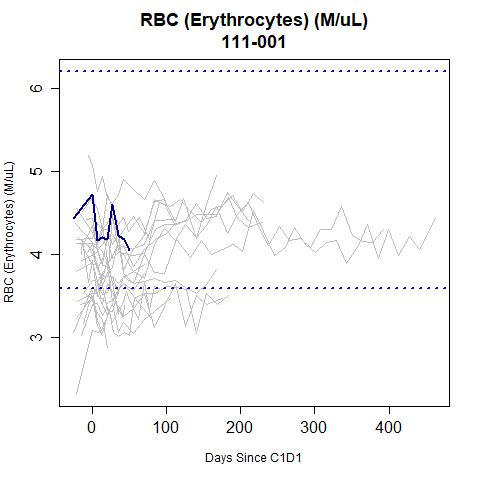 RBC (Erythrocytes) (M/uL)
111-001
RBC (Erythrocytes) (M/uL)
6
5
4
3
0 100 200 300 400
Days Since C1D1